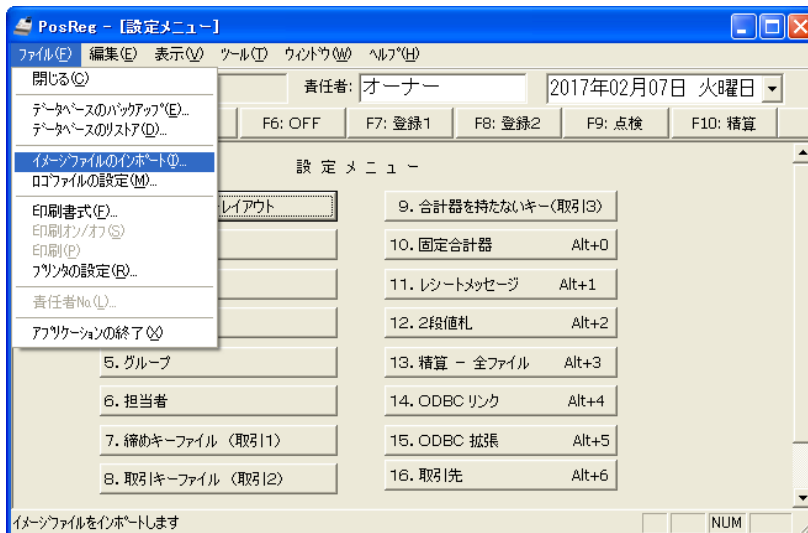 PosReg - [設定メニュー]
ファイル(F) 編集(E) 表示(V) ツール(T) ウィンドウ(W) ヘルプ(H)
責任者: オーナー 2017年02月07日 火曜日
F6: OFF F7: 登録1 F8: 登録2 F9: 点検 F10: 精算
閉じる(C)
データベースのバックアップ(E)...
データベースのリストア(D)...
イメージファイルのインポート(I)...
ロゴファイルの設定(M)...
印刷書式(F)...
印刷オン/オフ(S)
印刷(P)
プリンタの設定(R)...
責任者No.(L)...
アプリケーションの終了(X)
設 定 メ ニ ュ ー
レイアウト
5. グループ
6. 担当者
7. 締めキーファイル (取引1)
8. 取引キーファイル (取引2)
9. 合計器を持たないキー(取引3)
10. 固定合計器 Alt+0
11. レシートメッセージ Alt+1
12. 2段値札 Alt+2
13. 精算 - 全ファイル Alt+3
14. ODBC リンク Alt+4
15. ODBC 拡張 Alt+5
16. 取引先 Alt+6
イメージファイルをインポートします NUM